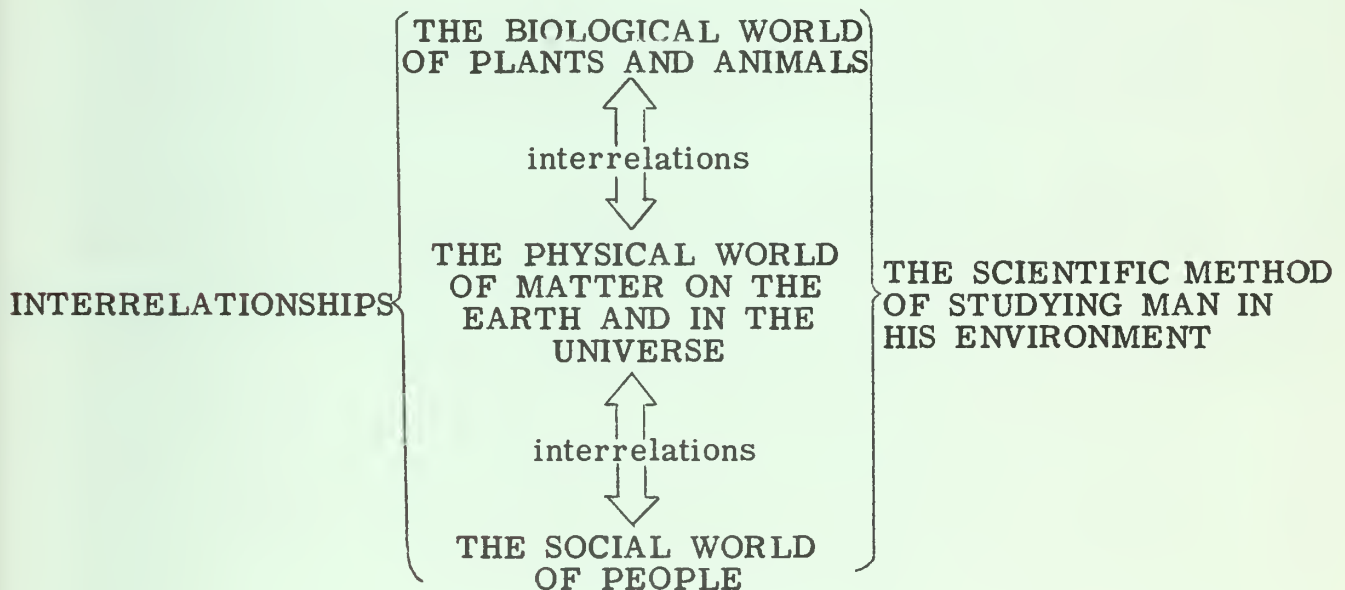 THE BIOLOGICAL WORLD
OF PLANTS AND ANIMALS
interrelations
THE PHYSICAL WORLD
OF MATTER ON THE
EARTH AND IN THE
UNIVERSE
INTERRELATIONSHIPS
THE SCIENTIFIC METHOD
OF STUDYING MAN IN
HIS ENVIRONMENT
interrelations
THE SOCIAL WORLD
OF PEOPLE